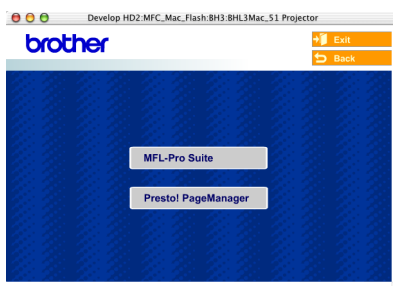 Develop HD2:MFC_Mac_Flash:BH3:BHL3Mac_51 Projector
brother
Exit
Back
MFL-Pro Suite
Presto! PageManager